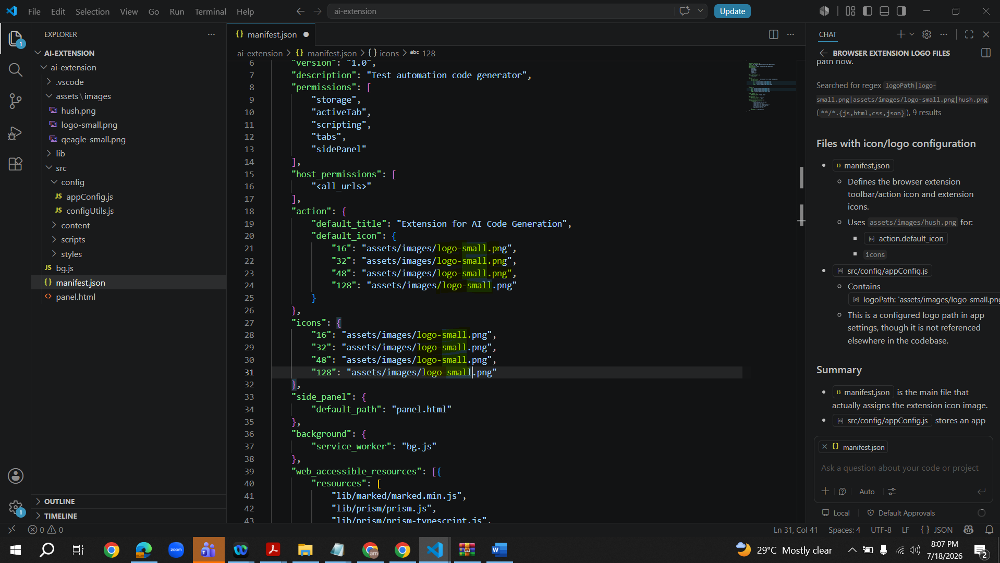 File Edit Selection View Go Run Terminal Help
ai-extension
Update
EXPLORER
AI-EXTENSION
ai-extension
.vscode
assets\images
hush.png
logo-small.png
qeagle-small.png
lib
src
config
JS appConfig.js
JS configUtils.js
content
scripts
styles
JS bg.js
{} manifest.json
<> panel.html
OUTLINE
TIMELINE
1
1
{} manifest.json
ai-extension > {} manifest.json > {} icons > abc 128
6 "version": "1.0",
7 "description": "Test automation code generator",
8 "permissions": [
9 "storage",
10 "activeTab",
11 "scripting",
12 "tabs",
13 "sidePanel"
14 ],
15 "host_permissions": [
16 "<all_urls>"
17 ],
18 "action": {
19 "default_title": "Extension for AI Code Generation",
20 "default_icon": {
21 "16": "assets/images/logo-small.png",
22 "32": "assets/images/logo-small.png",
23 "48": "assets/images/logo-small.png",
24 "128": "assets/images/logo-small.png"
25 }
26 },
27 "icons": {
28 "16": "assets/images/logo-small.png",
29 "32": "assets/images/logo-small.png",
30 "48": "assets/images/logo-small.png",
31 "128": "assets/images/logo-small.png"
32 },
33 "side_panel": {
34 "default_path": "panel.html"
35 },
36 "background": {
37 "service_worker": "bg.js"
38 },
39 "web_accessible_resources": [{
40 "resources": [
41 "lib/marked/marked.min.js",
42 "lib/prism/prism.js",
43 "lib/prism/prism-typescript.js",
CHAT
BROWSER EXTENSION LOGO FILES
path now.
Searched for regex logoPath|logo-
small.png|assets/images/logo-small.png|hush.png
(**/*.{js,html,css,json}), 9 results
Files with icon/logo configuration
{} manifest.json
Defines the browser extension
toolbar/action icon and extension
icons.
Uses assets/images/hush.png for:
action.default_icon
icons
src/config/appConfig.js
Contains
logoPath: 'assets/images/logo-small.png
This is a configured logo path in app
settings, though it is not referenced
elsewhere in the codebase.
Summary
{} manifest.json is the main file that
actually assigns the extension icon image.
src/config/appConfig.js stores an app
{} manifest.json
Ask a question about your code or project
Auto
Local Default Approvals
0 0
Ln 31, Col 41 Spaces: 4 UTF-8 LF {} JSON
zoom
am
29°C Mostly clear
8:07 PM
7/18/2026
2